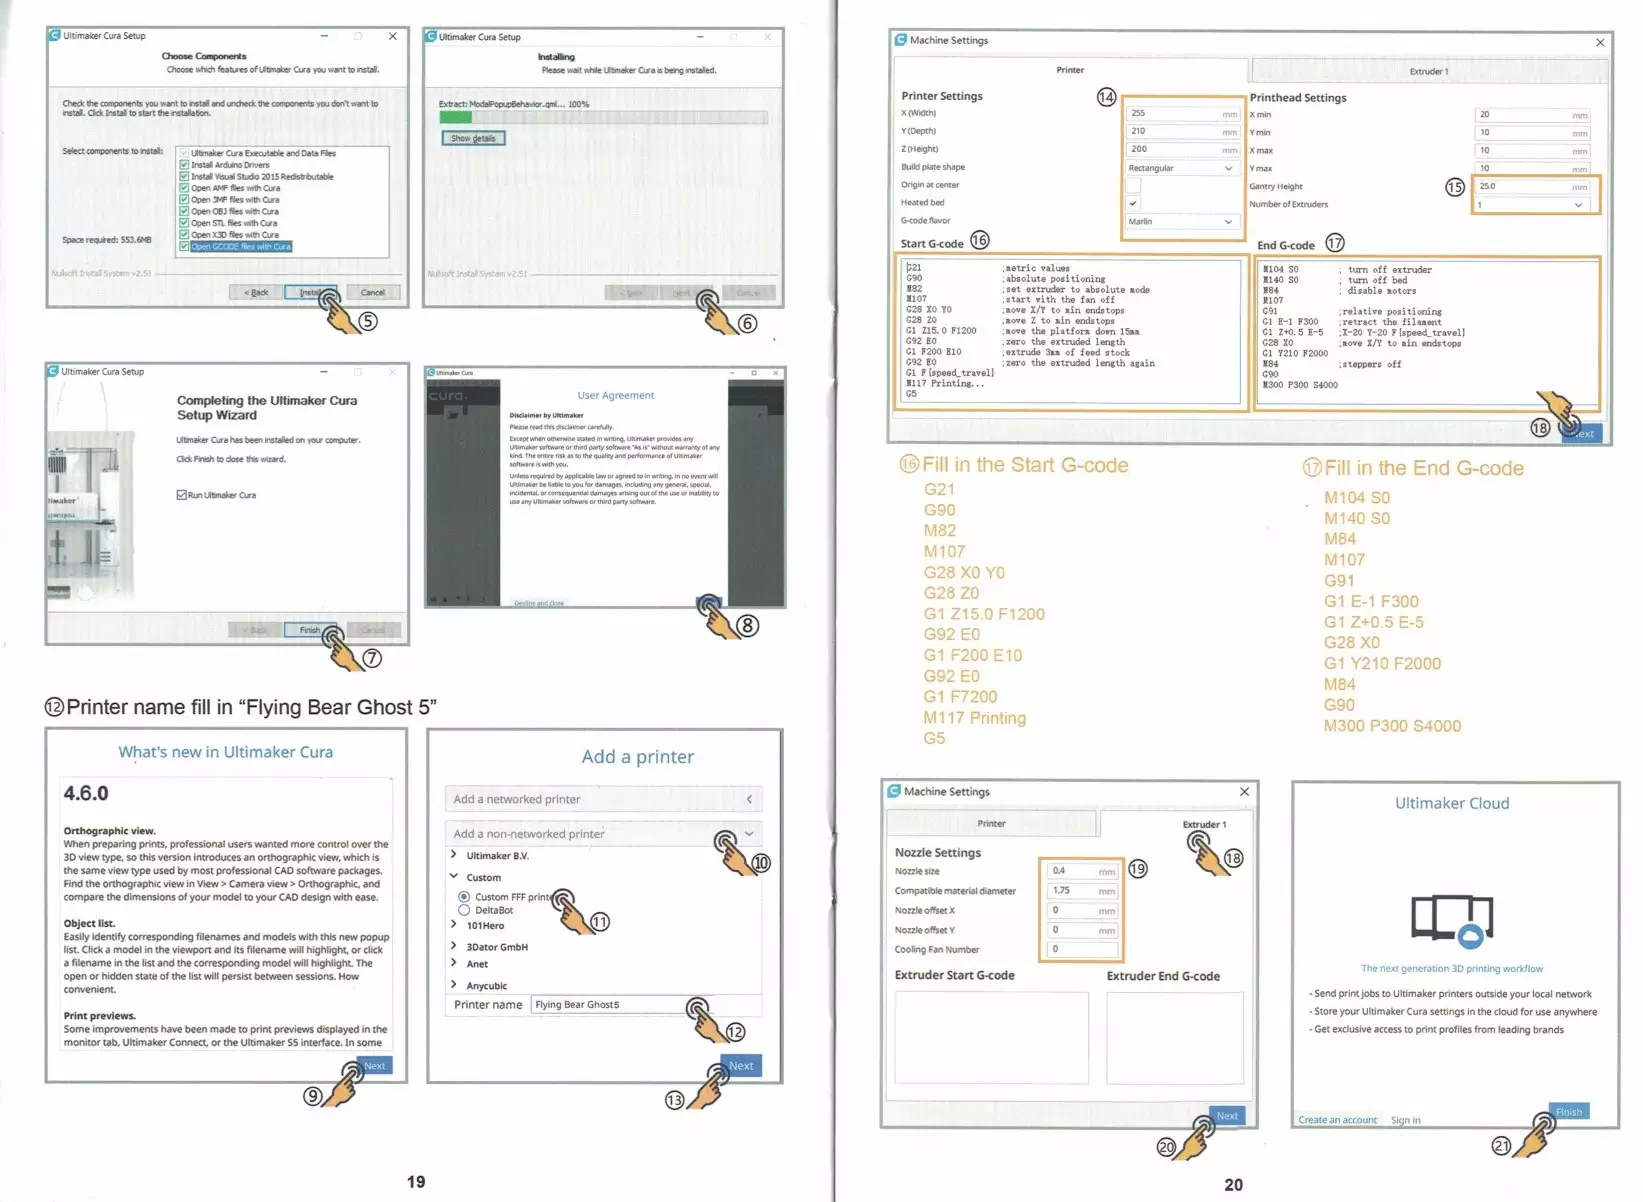 Ultimaker Cura Setup
Choose Components
Choose which features of Ultimaker Cura you want to install.
Check the components you want to install and uncheck the components you don't want to
install. Click Install to start the installation.
Select components to install:
Ultimaker Cura Executable and Data Files
Install Arduino Drivers
Install Visual Studio 2015 Redistributable
Open AMF files with Cura
Open 3MF files with Cura
Open OBJ files with Cura
Open STL files with Cura
Open X3D files with Cura
Open GCODE files with Cura
Space required: 553.6MB
Nullsoft Install System v2.51
< Back
Install
Cancel
⑤
Ultimaker Cura Setup
Installing
Please wait while Ultimaker Cura is being installed.
Extract: ModalPopupBehavior.qml... 100%
Show details
Nullsoft Install System v2.51
< Back
Next
Cancel
⑥
Ultimaker Cura Setup
Completing the Ultimaker Cura
Setup Wizard
Ultimaker Cura has been installed on your computer.
Click Finish to close this wizard.
Run Ultimaker Cura
< Back
Finish
Cancel
⑦
Ultimaker Cura
cura.
User Agreement
Disclaimer by Ultimaker
Please read this disclaimer carefully.
Except when otherwise stated in writing, Ultimaker provides any
Ultimaker software or third party software "As is" without warranty of any
kind. The entire risk as to the quality and performance of Ultimaker
software is with you.
Unless required by applicable law or agreed to in writing, in no event will
Ultimaker be liable to you for damages, including any general, special,
incidental, or consequential damages arising out of the use or inability to
use any Ultimaker software or third party software.
Decline and close
⑧
⑫Printer name fill in “Flying Bear Ghost 5”
What's new in Ultimaker Cura
4.6.0
Orthographic view.
When preparing prints, professional users wanted more control over the
3D view type, so this version introduces an orthographic view, which is
the same view type used by most professional CAD software packages.
Find the orthographic view in View > Camera view > Orthographic, and
compare the dimensions of your model to your CAD design with ease.
Object list.
Easily identify corresponding filenames and models with this new popup
list. Click a model in the viewport and its filename will highlight, or click
a filename in the list and the corresponding model will highlight. The
open or hidden state of the list will persist between sessions. How
convenient.
Print previews.
Some improvements have been made to print previews displayed in the
monitor tab, Ultimaker Connect, or the Ultimaker S5 interface. In some
Next
⑨
Add a printer
Add a networked printer
Add a non-networked printer
⑩
Ultimaker B.V.
Custom
Custom FFF printe
DeltaBot
⑪
101Hero
3Dator GmbH
Anet
Anycubic
Printer name Flying Bear Ghost5
⑫
Next
⑬
19
Machine Settings
Printer
Extruder 1
Printer Settings
⑭
X (Width) 255 mm
Y (Depth) 210 mm
Z (Height) 200 mm
Build plate shape Rectangular
Origin at center
Heated bed
G-code flavor Marlin
Printhead Settings
X min 20 mm
Y min 10 mm
X max 10 mm
Y max 10 mm
Gantry Height ⑮ 25.0 mm
Number of Extruders 1
Start G-code ⑯
G21 ;metric values
G90 ;absolute positioning
M82 ;set extruder to absolute mode
M107 ;start with the fan off
G28 X0 Y0 ;move X/Y to min endstops
G28 Z0 ;move Z to min endstops
G1 Z15.0 F1200 ;move the platform down 15mm
G92 E0 ;zero the extruded length
G1 F200 E10 ;extrude 3mm of feed stock
G92 E0 ;zero the extruded length again
G1 F[speed_travel]
M117 Printing...
G5
End G-code ⑰
M104 S0 ; turn off extruder
M140 S0 ; turn off bed
M84 ; disable motors
M107
G91 ;relative positioning
G1 E-1 F300 ;retract the filament
G1 Z+0.5 E-5 ;X-20 Y-20 F[speed_travel]
G28 X0 ;move X/Y to min endstops
G1 Y210 F2000
M84 ;steppers off
G90
M300 P300 S4000
⑱
Next
⑯Fill in the Start G-code
G21
G90
M82
M107
G28 X0 Y0
G28 Z0
G1 Z15.0 F1200
G92 E0
G1 F200 E10
G92 E0
G1 F7200
M117 Printing
G5
⑰Fill in the End G-code
M104 S0
M140 S0
M84
M107
G91
G1 E-1 F300
G1 Z+0.5 E-5
G28 X0
G1 Y210 F2000
M84
G90
M300 P300 S4000
Machine Settings
Printer
Extruder 1
⑱
Nozzle Settings
⑲
Nozzle size 0.4 mm
Compatible material diameter 1.75 mm
Nozzle offset X 0 mm
Nozzle offset Y 0 mm
Cooling Fan Number 0
Extruder Start G-code
Extruder End G-code
Next
⑳
Ultimaker Cloud
The next generation 3D printing workflow
- Send print jobs to Ultimaker printers outside your local network
- Store your Ultimaker Cura settings in the cloud for use anywhere
- Get exclusive access to print profiles from leading brands
Finish
Create an account
Sign in
㉑
20